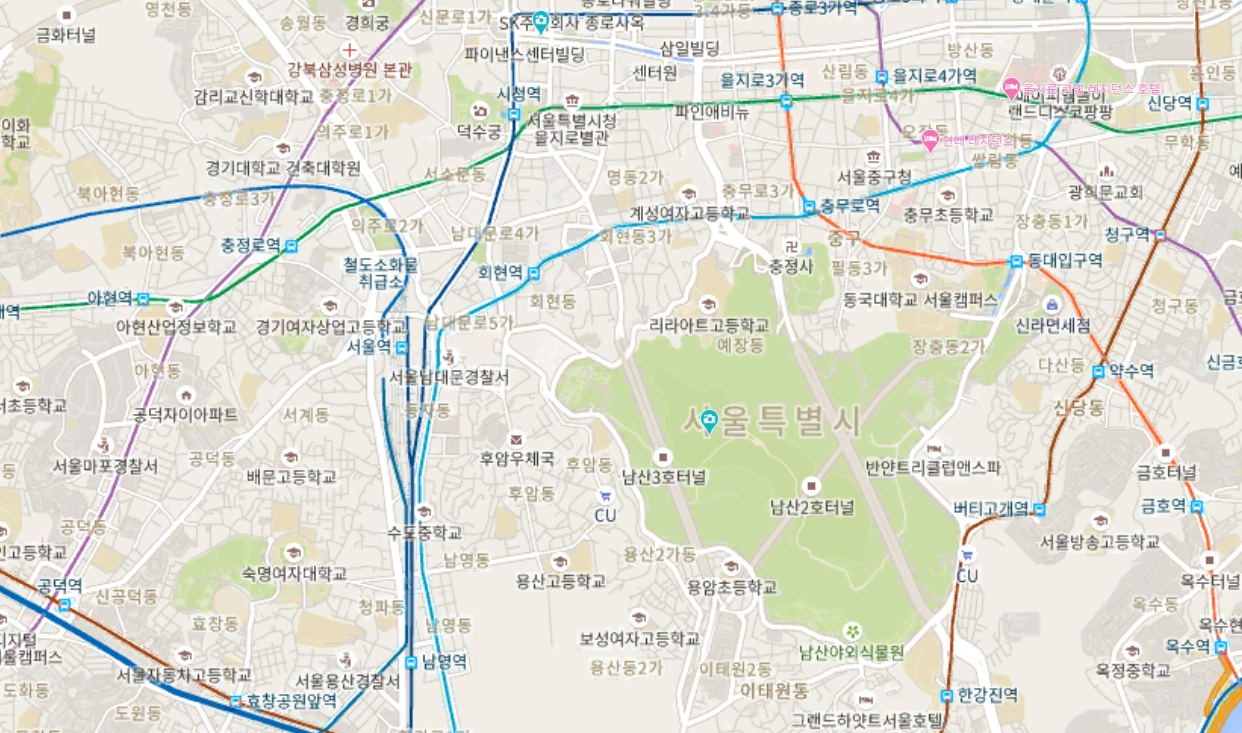 영천동
송월동
경희궁
신문로1가
종로3가역
금화터널
SK주식회사 종로사옥
파이낸스센터빌딩
삼일빌딩
센터원
방산동
강북삼성병원 본관
감리교신학대학교
충정로1가
을지로3가역
산림동
을지로4가역
을지로4가
시청역
신당역
파인애비뉴
랜드디스코팡팡
덕수궁
서울특별시청
을지로별관
이화
학교
의주로1가
현대 레지던스
무학동
경기대학교 건축대학원
쌍림동
서소문동
명동2가
서울중구청
광희문교회
북아현동
충정로3가
충무로3가
계성여자고등학교
충무로역
충무초등학교
장충동1가
의주로2가
남대문로4가
회현동3가
중구
청구역
충정로역
북아현동
철도소화물
취급소
회현역
충정사
필동3가
동대입구역
아현역
회현동
동국대학교 서울캠퍼스
청구동
아현산업정보학교
경기여자상업고등학교
남대문로5가
리라아트고등학교
신라면세점
서울역
예장동
장충동2가
다산동
약수역
아현동
서울남대문경찰서
서초등학교
공덕자이아파트
서계동
동자동
서울특별시
신당동
서울마포경찰서
공덕동
배문고등학교
후암우체국
후암동
남산3호터널
반얀트리클럽앤스파
금호터널
후암동
CU
남산2호터널
버티고개역
금호역
공덕동
수도중학교
서울방송고등학교
남영동
용산2가동
숙명여자대학교
용산고등학교
용암초등학교
CU
옥수터널
공덕역
신공덕동
효창동
청파동
남영동
옥수동
보성여자고등학교
남산야외식물원
옥수역
서울자동차고등학교
서울용산경찰서
남영역
용산동2가
이태원2동
옥정중학교
도화동
도원동
효창공원앞역
이태원동
한강진역
그랜드하얏트서울호텔